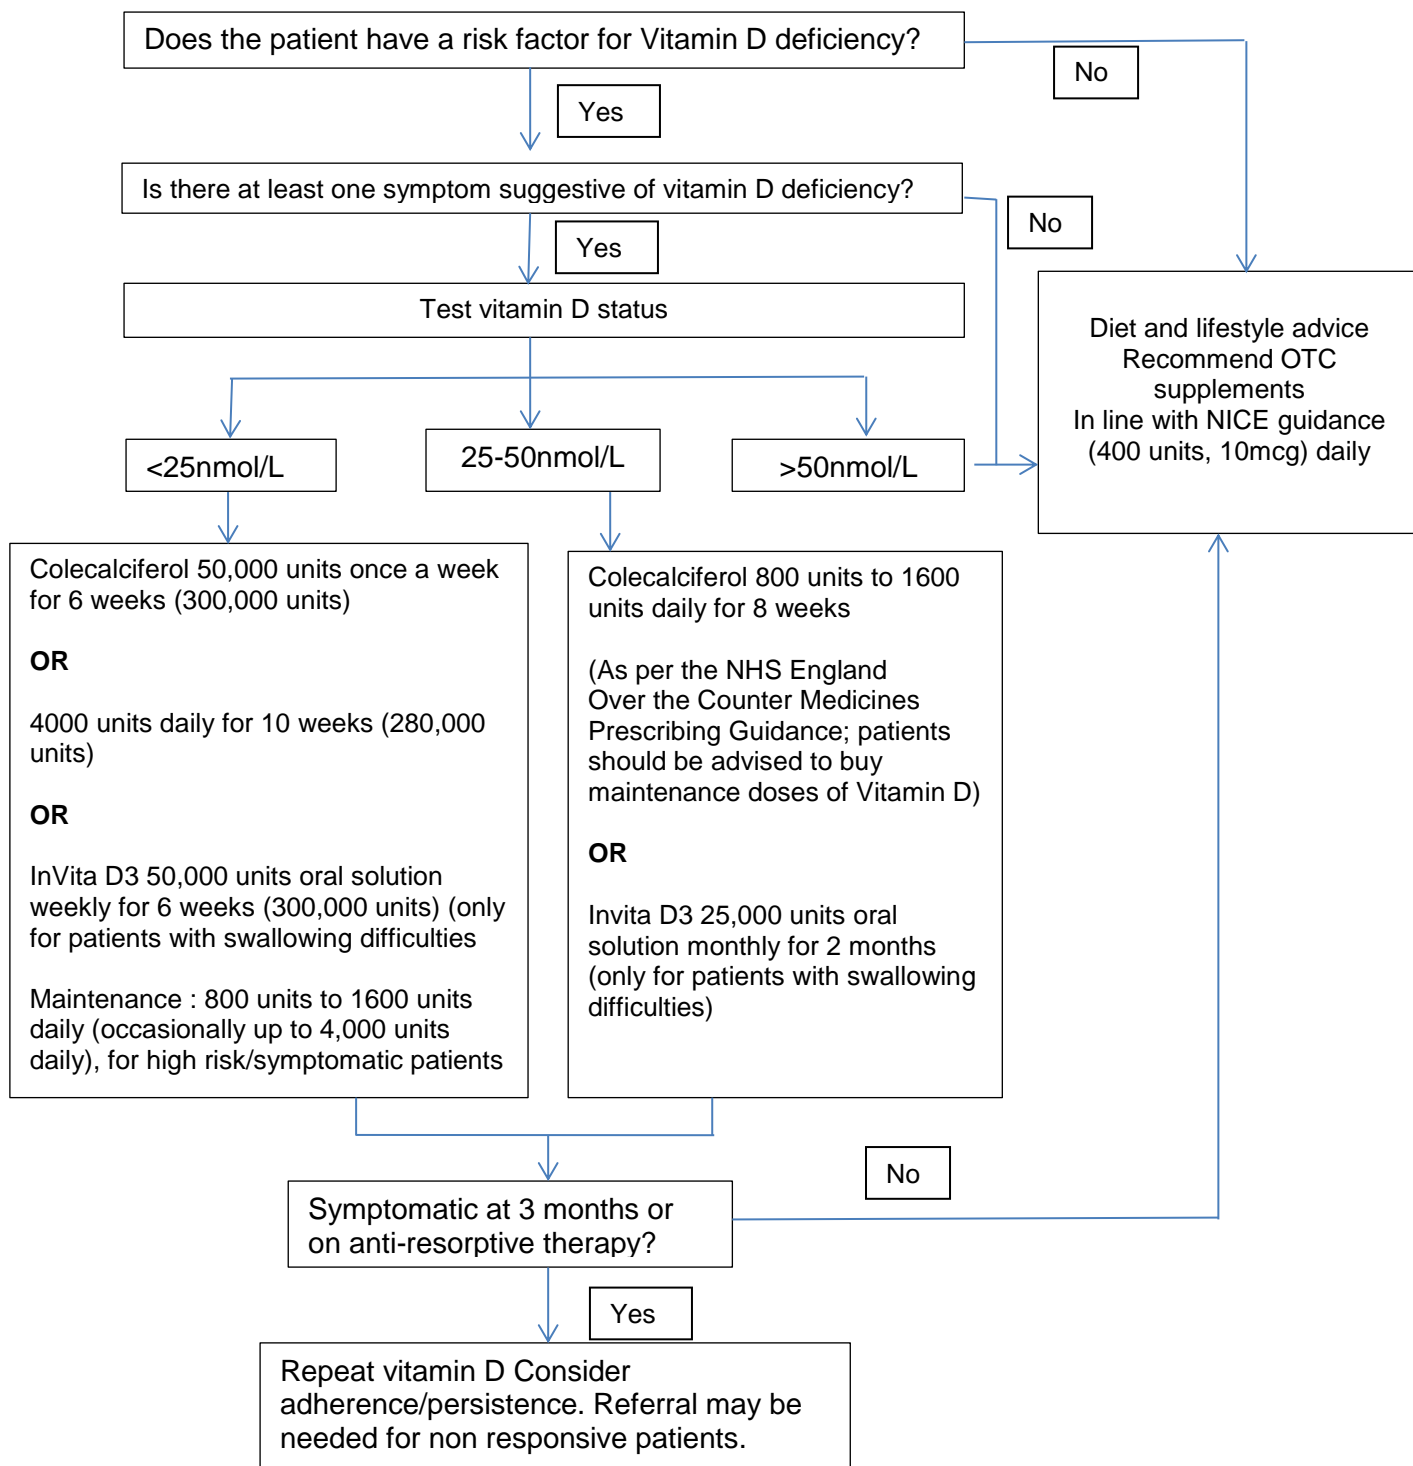 Does the patient have a risk factor for Vitamin D deficiency?
No
Yes
Is there at least one symptom suggestive of vitamin D deficiency?
No
Yes
Test vitamin D status
Diet and lifestyle advice
Recommend OTC
supplements
In line with NICE guidance
(400 units, 10mcg) daily
<25nmol/L
25-50nmol/L
>50nmol/L
Colecalciferol 50,000 units once a week
for 6 weeks (300,000 units)
OR
4000 units daily for 10 weeks (280,000
units)
OR
InVita D3 50,000 units oral solution
weekly for 6 weeks (300,000 units) (only
for patients with swallowing difficulties
Maintenance : 800 units to 1600 units
daily (occasionally up to 4,000 units
daily), for high risk/symptomatic patients
Colecalciferol 800 units to 1600
units daily for 8 weeks
(As per the NHS England
Over the Counter Medicines
Prescribing Guidance; patients
should be advised to buy
maintenance doses of Vitamin D)
OR
Invita D3 25,000 units oral
solution monthly for 2 months
(only for patients with swallowing
difficulties)
No
Symptomatic at 3 months or
on anti-resorptive therapy?
Yes
Repeat vitamin D Consider
adherence/persistence. Referral may be
needed for non responsive patients.